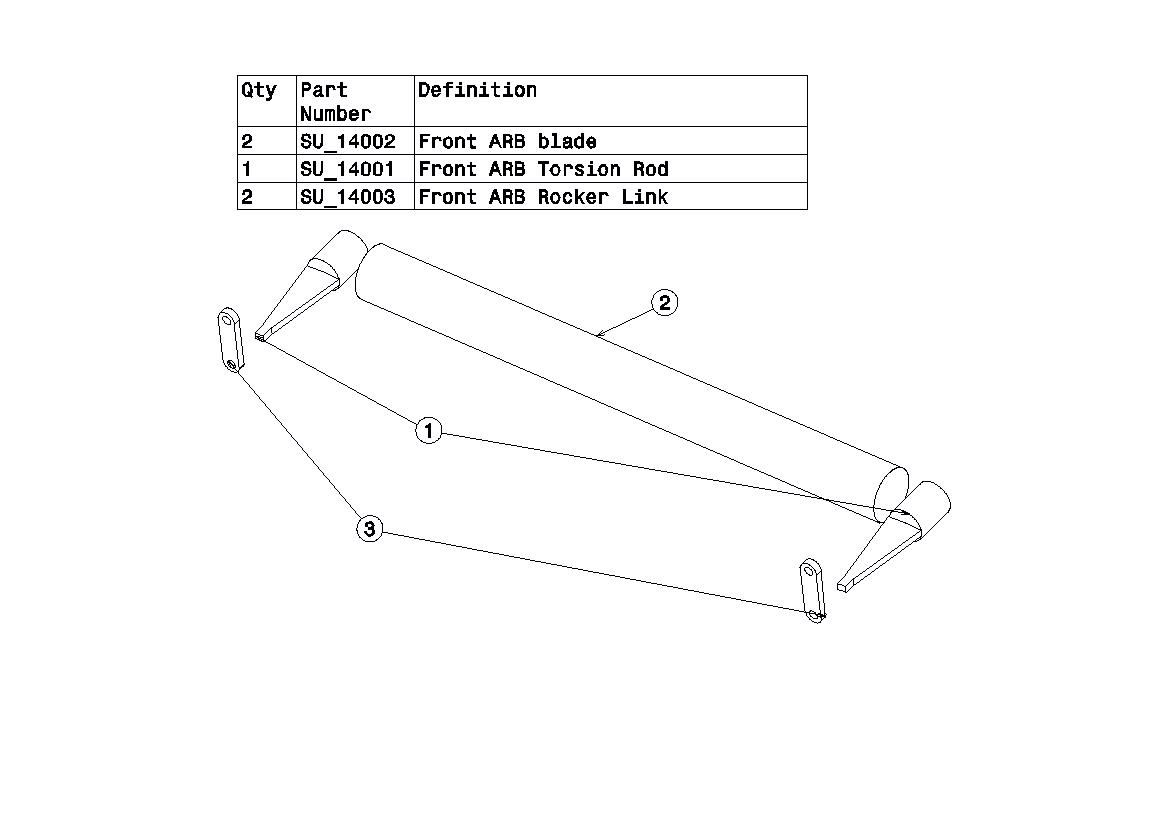 Qty Part Number Definition
2 SU_14002 Front ARB blade
1 SU_14001 Front ARB Torsion Rod
2 SU_14003 Front ARB Rocker Link
2
1
3